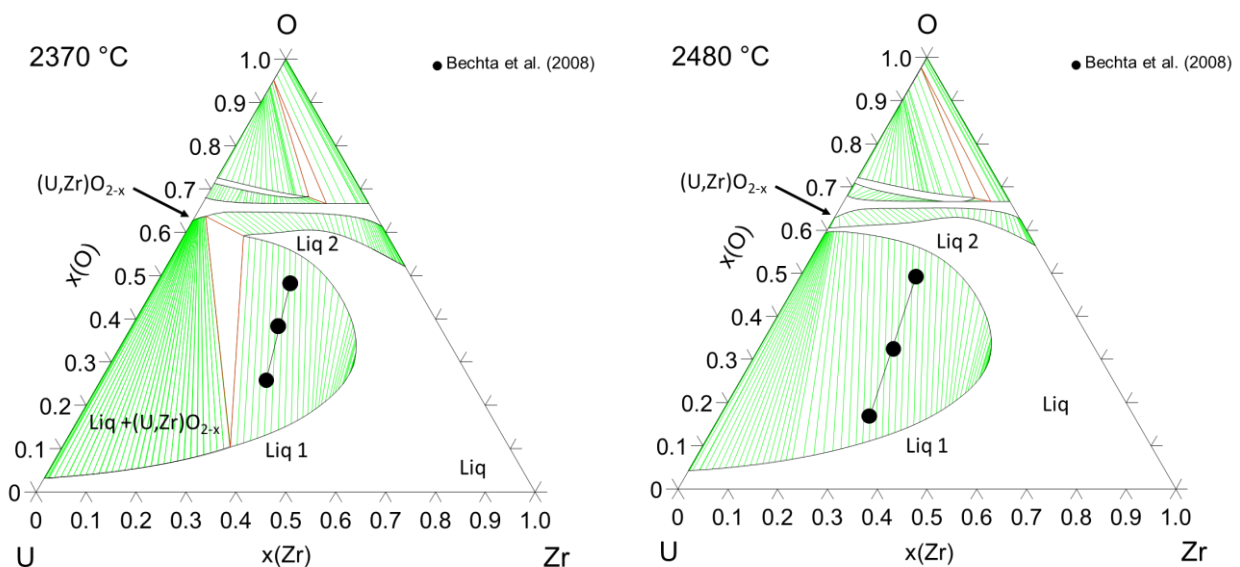 O
2370 °C
● Bechta et al. (2008)
1.0
0.9
0.8
0.7
(U,Zr)O₂₋ₓ
0.6
x(O)
Liq 2
0.5
0.4
0.3
0.2
Liq +(U,Zr)O₂₋ₓ
0.1
Liq 1
Liq
0
0 0.1 0.2 0.3 0.4 0.5 0.6 0.7 0.8 0.9 1.0
U x(Zr) Zr
O
2480 °C
● Bechta et al. (2008)
1.0
0.9
0.8
0.7
(U,Zr)O₂₋ₓ
0.6
x(O)
Liq 2
0.5
0.4
0.3
0.2
Liq
0.1
Liq 1
0
0 0.1 0.2 0.3 0.4 0.5 0.6 0.7 0.8 0.9 1.0
U x(Zr) Zr